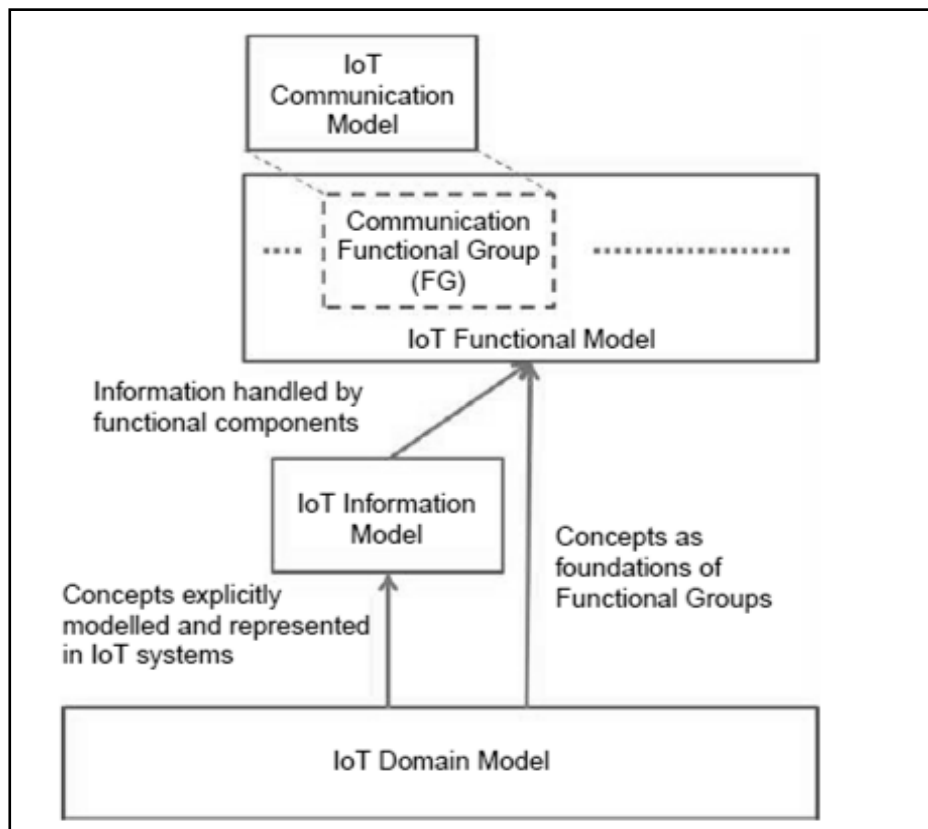 IoT
Communication
Model
Communication
Functional Group
(FG)
IoT Functional Model
Information handled by
functional components
IoT Information
Model
Concepts as
foundations of
Functional Groups
Concepts explicitly
modelled and represented
in IoT systems
IoT Domain Model